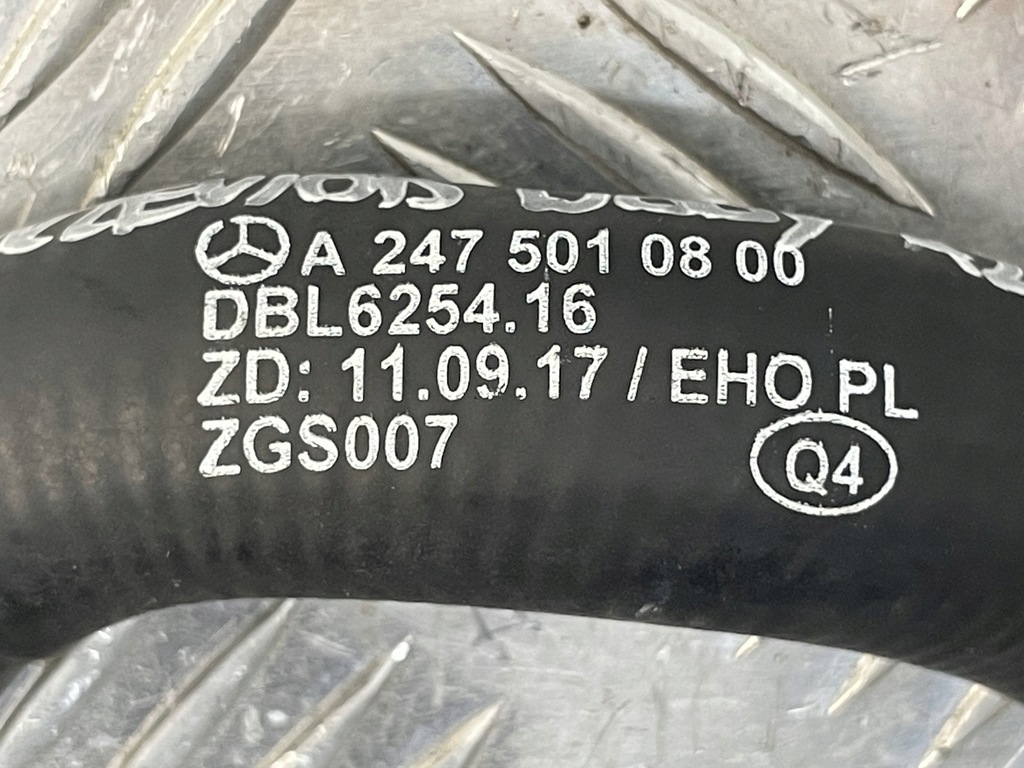 A 247 501 08 00
DBL6254.16
ZD: 11.09.17 / EHO PL
ZGS007
Q4